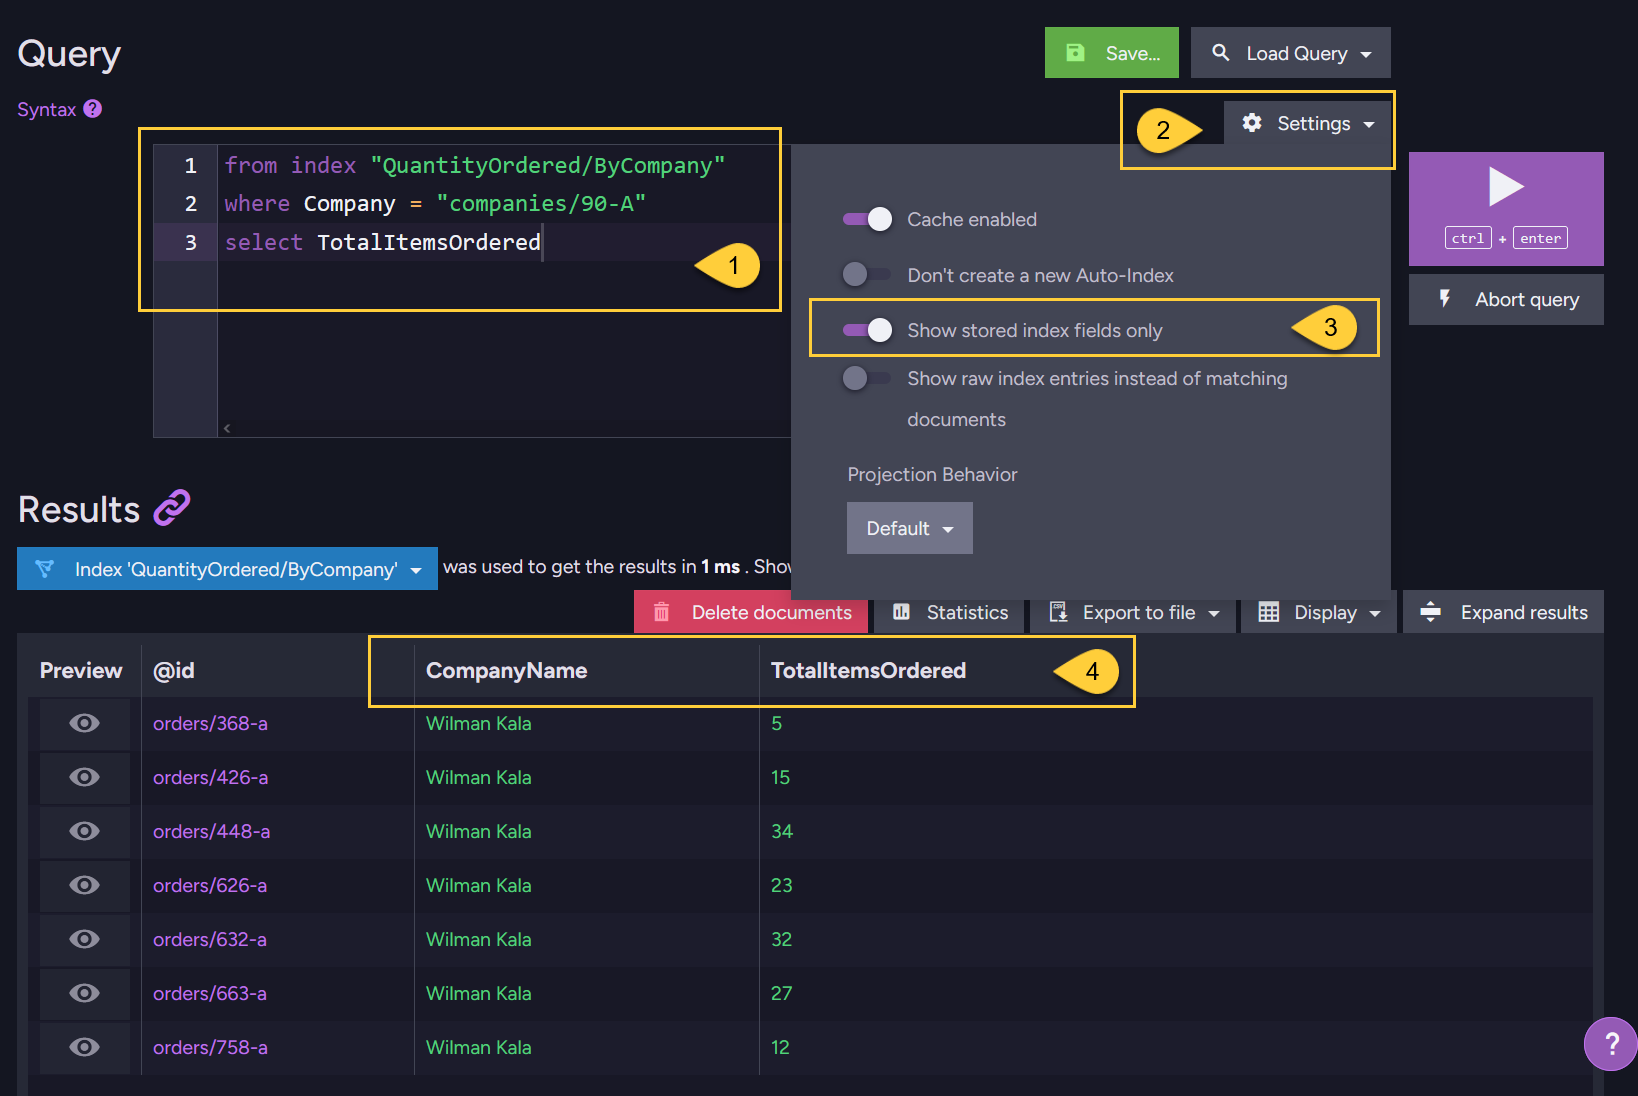 Query
Save...
Load Query
Syntax ?
2
Settings
1 from index "QuantityOrdered/ByCompany"
2 where Company = "companies/90-A"
3 select TotalItemsOrdered
1
ctrl + enter
Abort query
Cache enabled
Don't create a new Auto-Index
Show stored index fields only
3
Show raw index entries instead of matching
documents
Projection Behavior
Default
Results
Index 'QuantityOrdered/ByCompany' was used to get the results in 1 ms . Show
Delete documents
Statistics
CSV
Export to file
Display
Expand results
Preview @id CompanyName TotalItemsOrdered
4
orders/368-a Wilman Kala 5
orders/426-a Wilman Kala 15
orders/448-a Wilman Kala 34
orders/626-a Wilman Kala 23
orders/632-a Wilman Kala 32
orders/663-a Wilman Kala 27
orders/758-a Wilman Kala 12
?